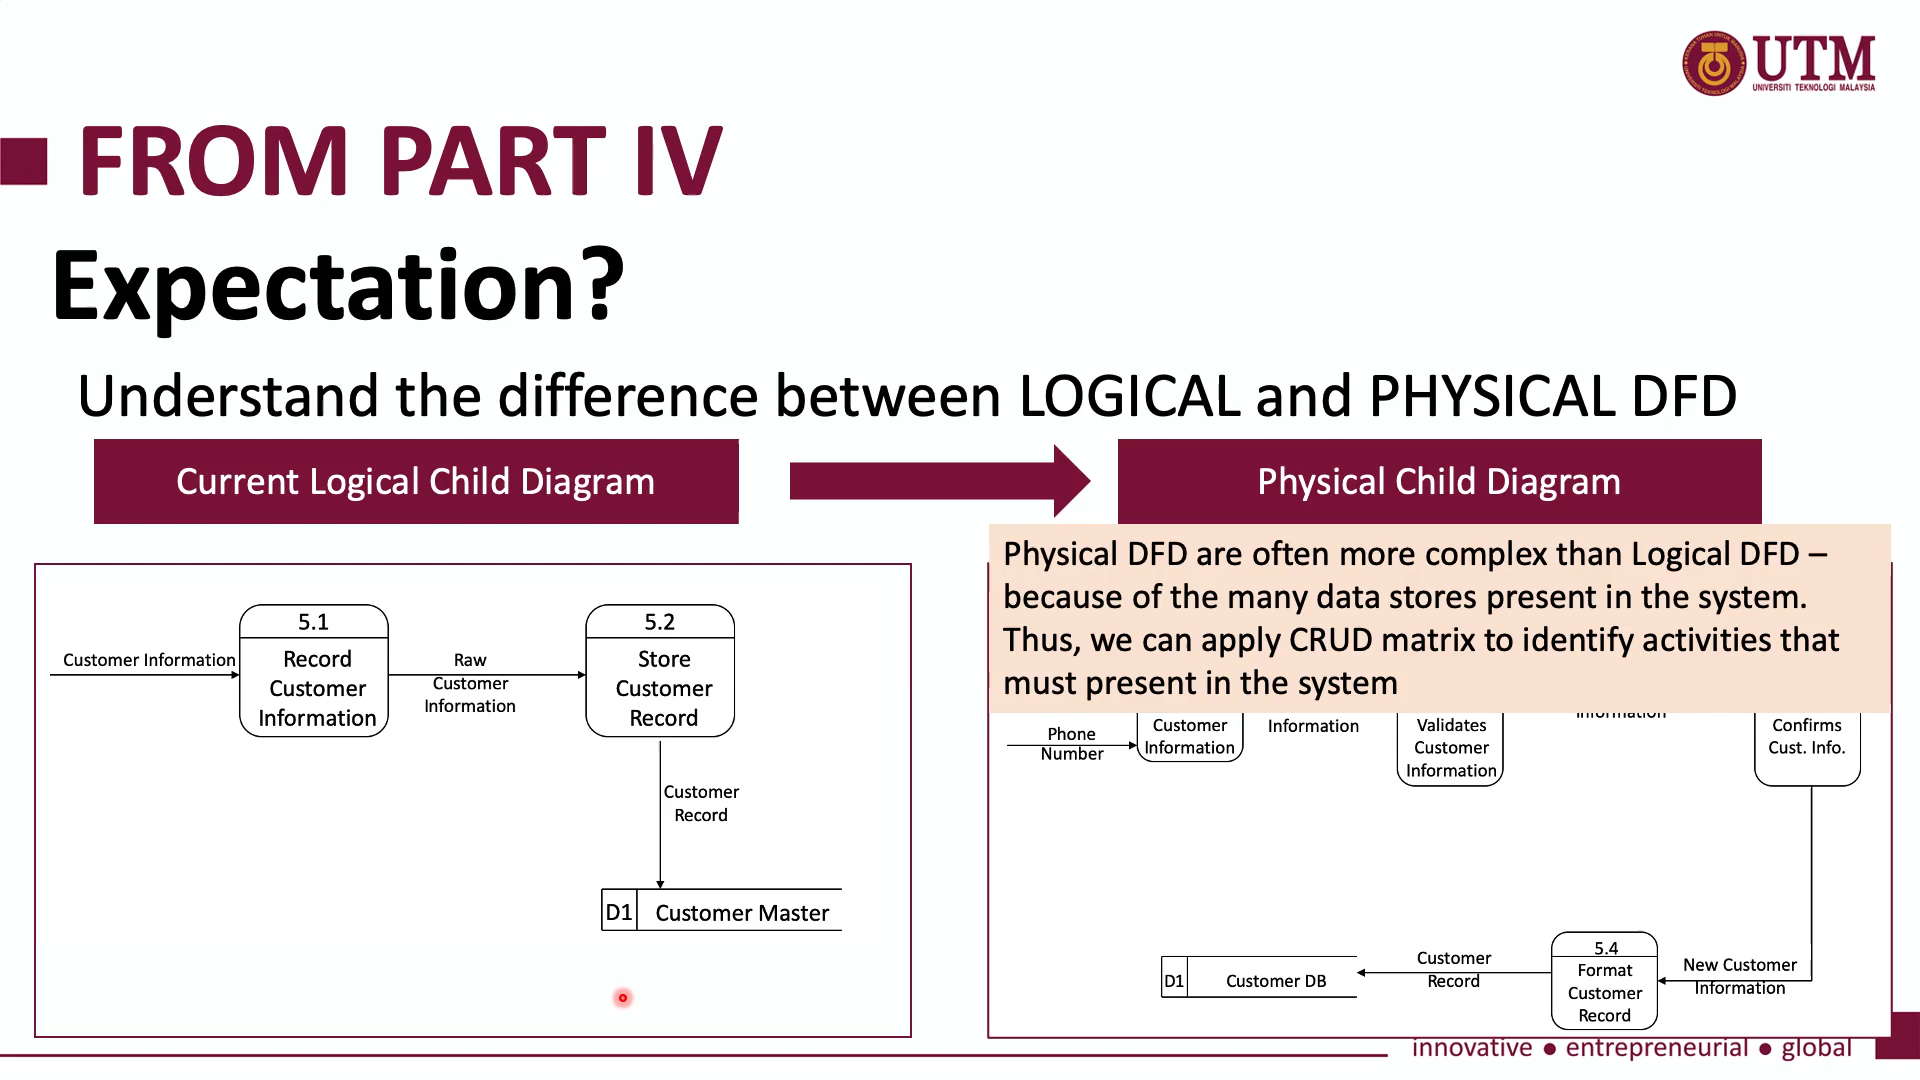 UTM
UNIVERSITI TEKNOLOGI MALAYSIA
FROM PART IV
Expectation?
Understand the difference between LOGICAL and PHYSICAL DFD
Current Logical Child Diagram
Physical Child Diagram
Physical DFD are often more complex than Logical DFD –
because of the many data stores present in the system.
Thus, we can apply CRUD matrix to identify activities that
must present in the system
Customer Information
5.1
Record
Customer
Information
Raw
Customer
Information
5.2
Store
Customer
Record
Customer
Record
D1
Customer Master
Phone
Number
Customer
Information
Information
Validates
Customer
Information
Information
Confirms
Cust. Info.
New Customer
Information
5.4
Format
Customer
Record
Customer
Record
D1
Customer DB
innovative ● entrepreneurial ● global